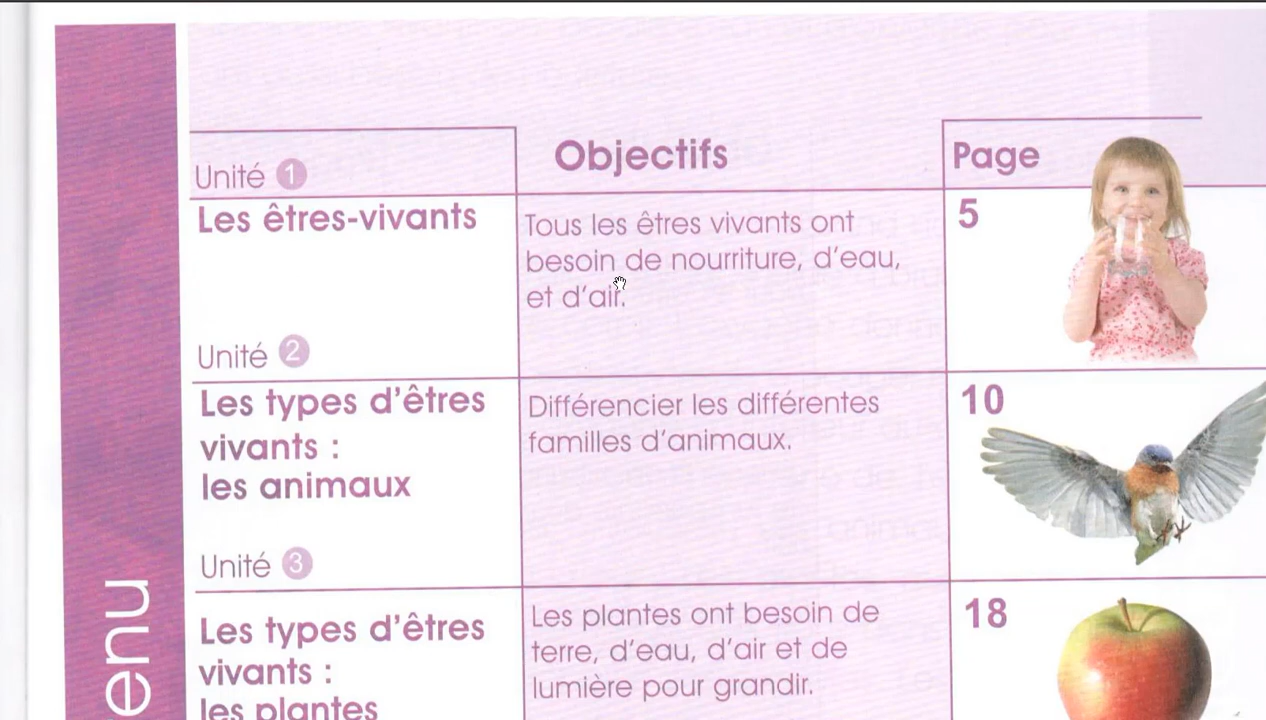 Objectifs
Page
Unité 1
Les êtres-vivants
Tous les êtres vivants ont
besoin de nourriture, d'eau,
et d'air.
5
Unité 2
Les types d'êtres
vivants :
les animaux
Différencier les différentes
familles d'animaux.
10
Unité 3
Les types d'êtres
vivants :
les plantes
Les plantes ont besoin de
terre, d'eau, d'air et de
lumière pour grandir.
18
enu